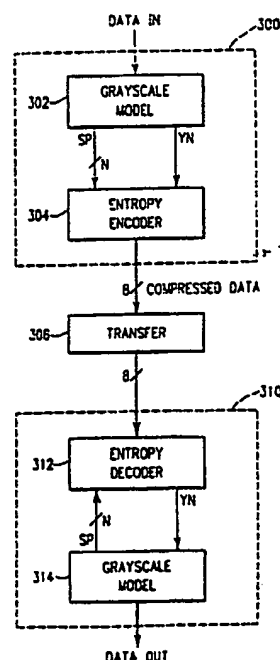 DATA IN
300
302
GRAYSCALE
MODEL
SP
N
YN
304
ENTROPY
ENCODER
8
COMPRESSED DATA
306
TRANSFER
8
310
312
ENTROPY
DECODER
N
YN
SP
314
GRAYSCALE
MODEL
DATA OUT